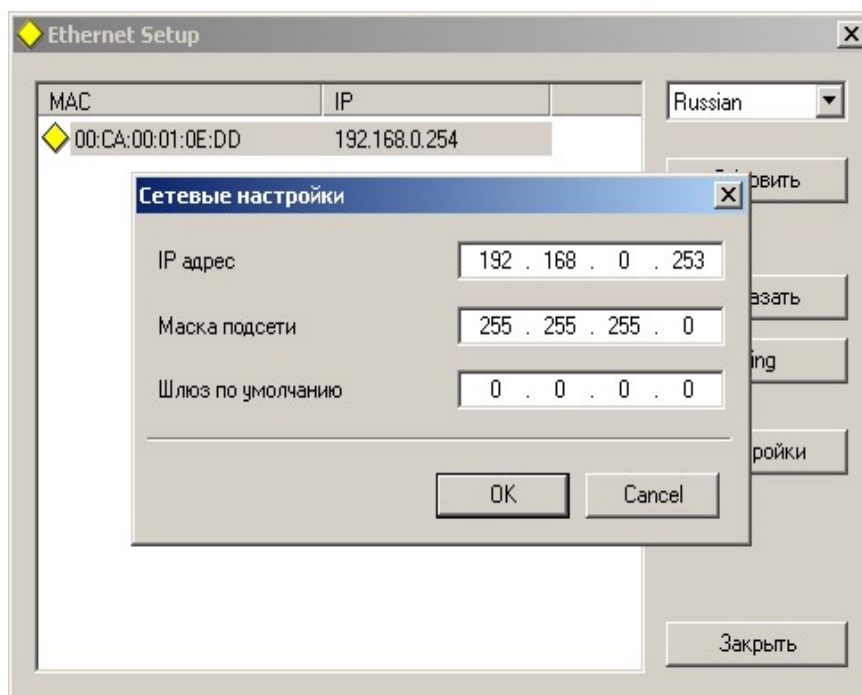 Ethernet Setup
MAC IP
Russian
00:CA:00:01:0E:DD 192.168.0.254
Сетевые настройки
IP адрес 192 . 168 . 0 . 253
Маска подсети 255 . 255 . 255 . 0
Шлюз по умолчанию 0 . 0 . 0 . 0
OK Cancel
Закрыть